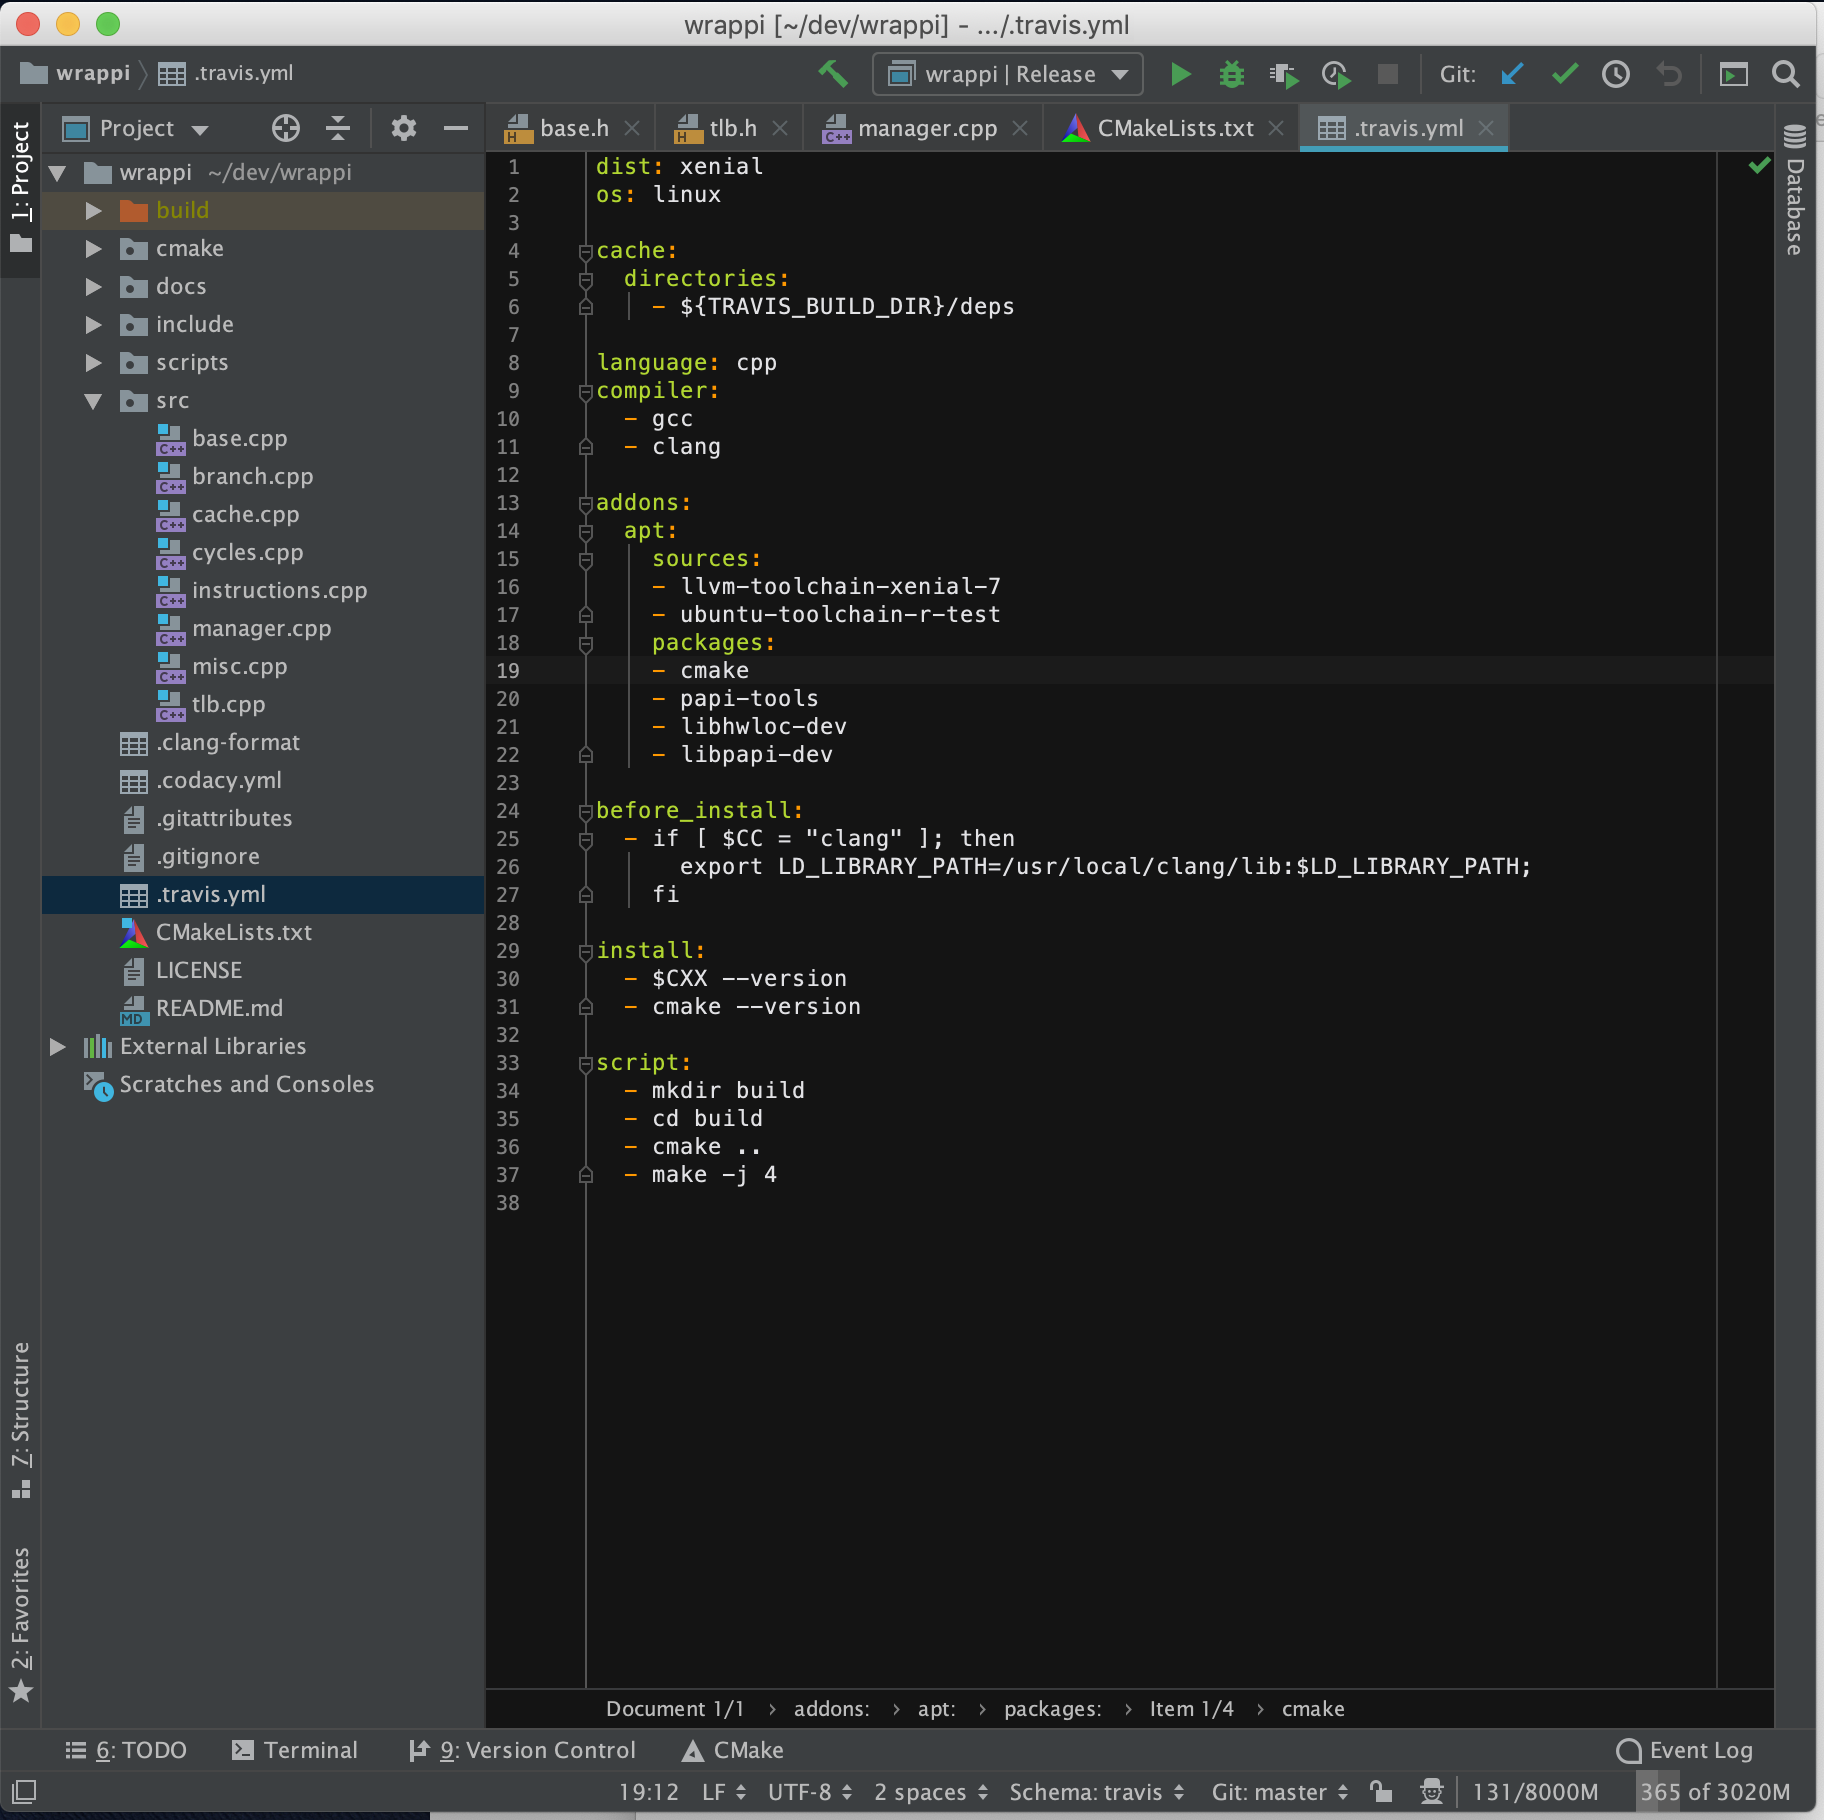 wrappi [~/dev/wrappi] - .../.travis.yml
wrappi .travis.yml wrappi | Release Git:
1: Project
Project
wrappi ~/dev/wrappi
build
cmake
docs
include
scripts
src
base.cpp
branch.cpp
cache.cpp
cycles.cpp
instructions.cpp
manager.cpp
misc.cpp
tlb.cpp
.clang-format
.codacy.yml
.gitattributes
.gitignore
.travis.yml
CMakeLists.txt
LICENSE
README.md
External Libraries
Scratches and Consoles
7: Structure
2: Favorites
base.h tlb.h manager.cpp CMakeLists.txt .travis.yml
1 dist: xenial
2 os: linux
3
4 cache:
5   directories:
6     - ${TRAVIS_BUILD_DIR}/deps
7
8 language: cpp
9 compiler:
10   - gcc
11   - clang
12
13 addons:
14   apt:
15     sources:
16     - llvm-toolchain-xenial-7
17     - ubuntu-toolchain-r-test
18     packages:
19     - cmake
20     - papi-tools
21     - libhwloc-dev
22     - libpapi-dev
23
24 before_install:
25   - if [ $CC = "clang" ]; then
26       export LD_LIBRARY_PATH=/usr/local/clang/lib:$LD_LIBRARY_PATH;
27     fi
28
29 install:
30   - $CXX --version
31   - cmake --version
32
33 script:
34   - mkdir build
35   - cd build
36   - cmake ..
37   - make -j 4
38
Database
Document 1/1 › addons: › apt: › packages: › Item 1/4 › cmake
6: TODO Terminal 9: Version Control CMake Event Log
19:12 LF UTF-8 2 spaces Schema: travis Git: master 131/8000M 365 of 3020M